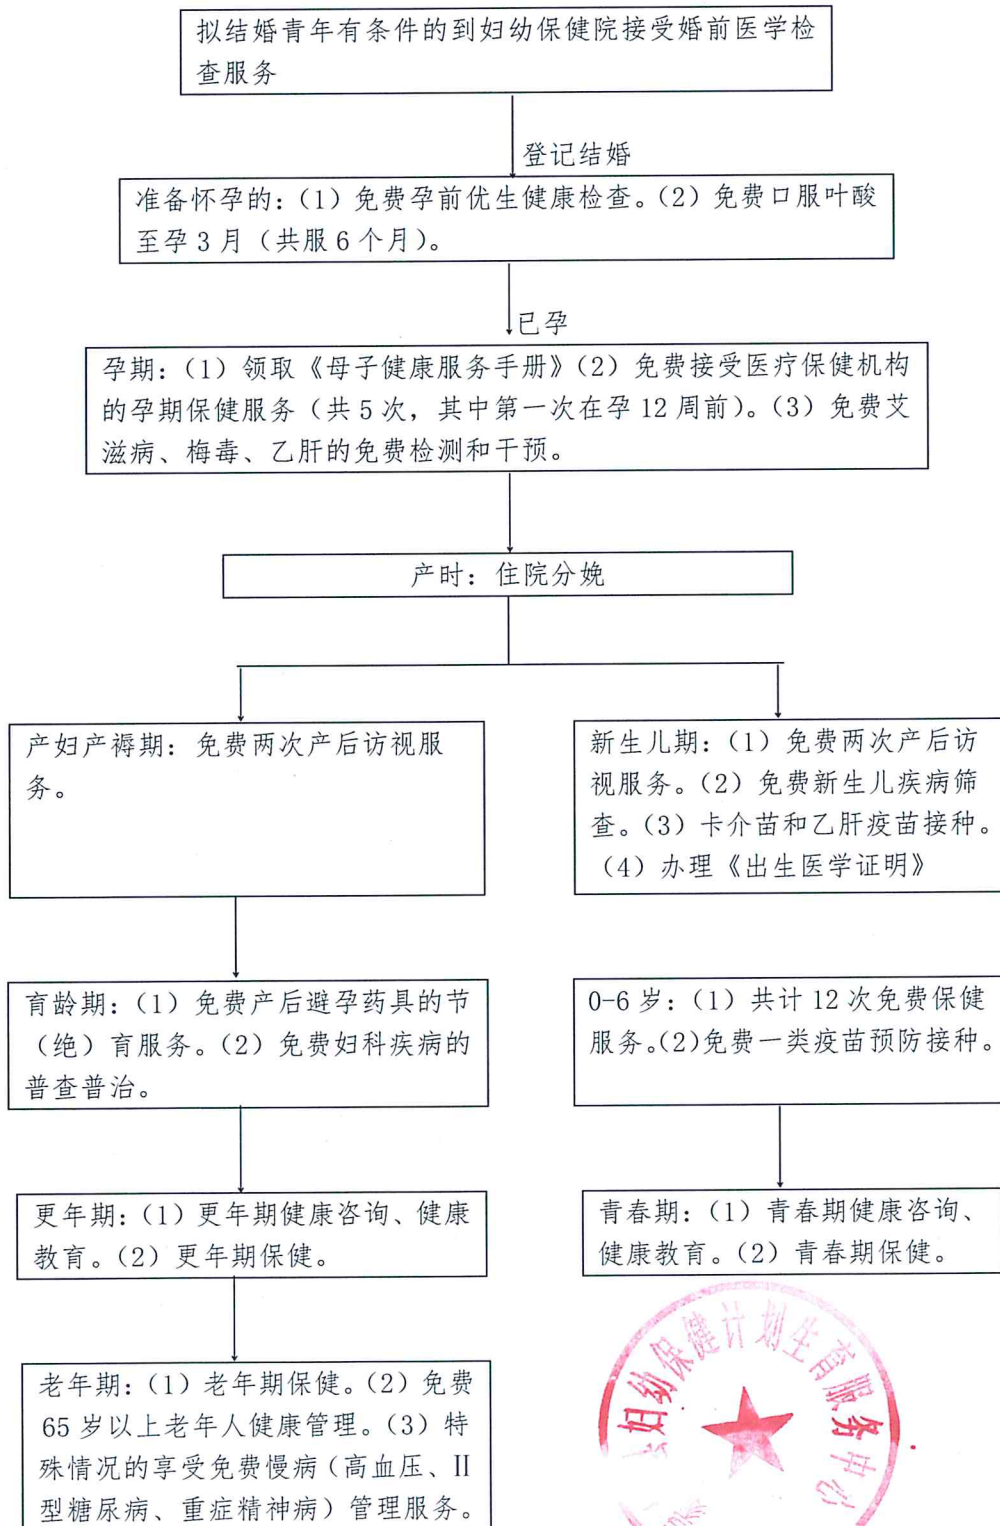 拟结婚青年有条件的到妇幼保健院接受婚前医学检
查服务
登记结婚
准备怀孕的：（1）免费孕前优生健康检查。（2）免费口服叶酸
至孕3月（共服6个月）。
已孕
孕期：（1）领取《母子健康服务手册》（2）免费接受医疗保健机构
的孕期保健服务（共5次，其中第一次在孕12周前）。（3）免费艾
滋病、梅毒、乙肝的免费检测和干预。
产时：住院分娩
产妇产褥期：免费两次产后访视服
务。
新生儿期：（1）免费两次产后访
视服务。（2）免费新生儿疾病筛
查。（3）卡介苗和乙肝疫苗接种。
（4）办理《出生医学证明》
育龄期：（1）免费产后避孕药具的节
（绝）育服务。（2）免费妇科疾病的
普查普治。
0-6岁：（1）共计12次免费保健
服务。（2）免费一类疫苗预防接种。
更年期：（1）更年期健康咨询、健康
教育。（2）更年期保健。
青春期：（1）青春期健康咨询、
健康教育。（2）青春期保健。
老年期：（1）老年期保健。（2）免费
65岁以上老年人健康管理。（3）特
殊情况的享受免费慢病（高血压、II
型糖尿病、重症精神病）管理服务。
妇幼保健计划生育服务中心